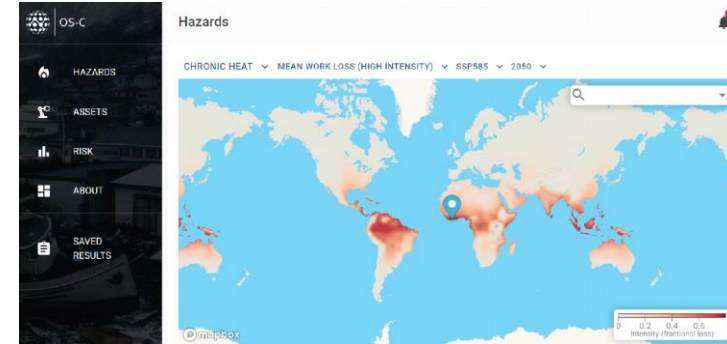 OS-C
Hazards
HAZARDS
ASSETS
RISK
ABOUT
SAVED
RESULTS
CHRONIC HEAT MEAN WORK LOSS (HIGH INTENSITY) SSP585 2050
mapbox
0 0.2 0.4 0.6
Intensity (fractional loss)